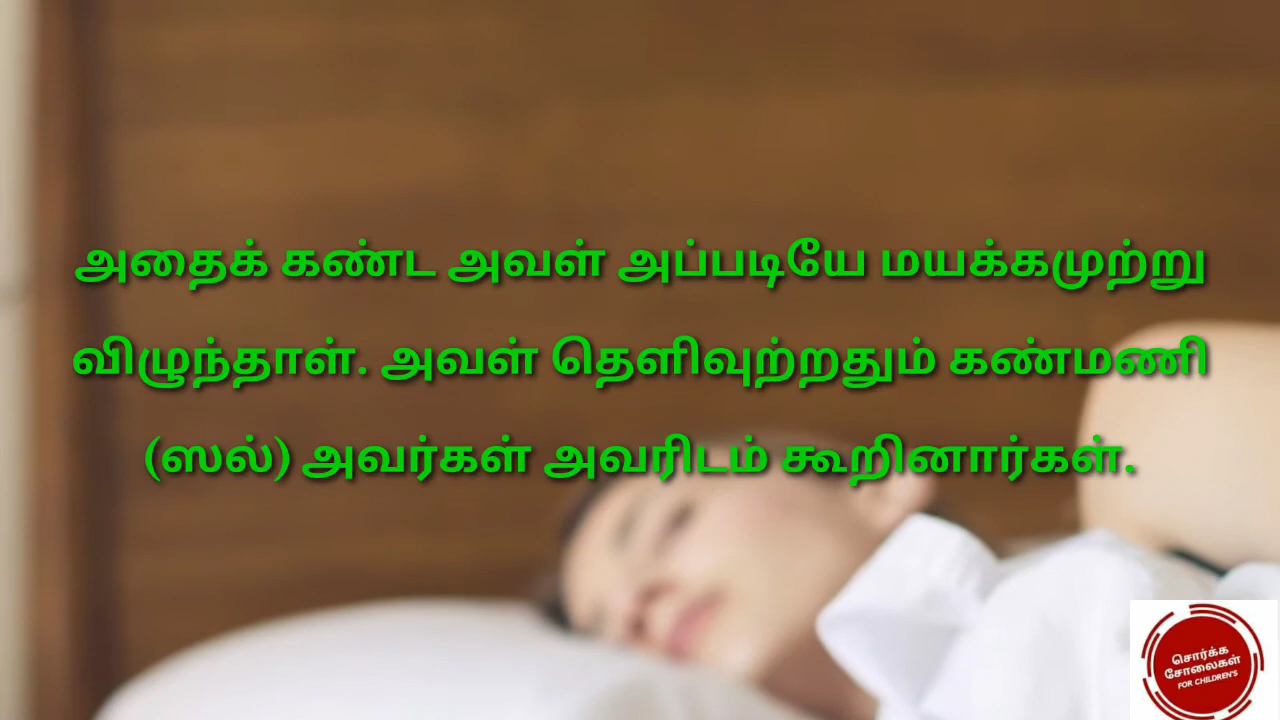 அதைக் கண்ட அவள் அப்படியே மயக்கமுற்று
விழுந்தாள். அவள் தெளிவுற்றதும் கண்மணி
(ஸல்) அவர்கள் அவரிடம் கூறினார்கள்.
சொர்க்க
சோலைகள்
FOR CHILDREN'S